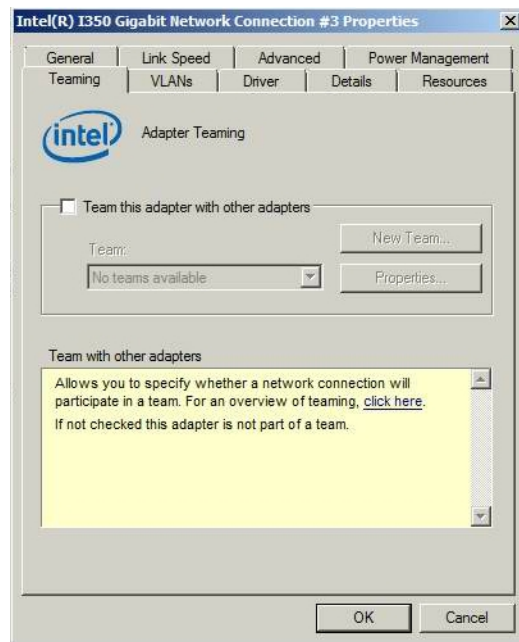 Intel(R) I350 Gigabit Network Connection #3 Properties
General Link Speed Advanced Power Management
Teaming VLANs Driver Details Resources
intel
Adapter Teaming
Team this adapter with other adapters
New Team...
Team:
No teams available
Properties...
Team with other adapters
Allows you to specify whether a network connection will
participate in a team. For an overview of teaming, click here.
If not checked this adapter is not part of a team.
OK Cancel